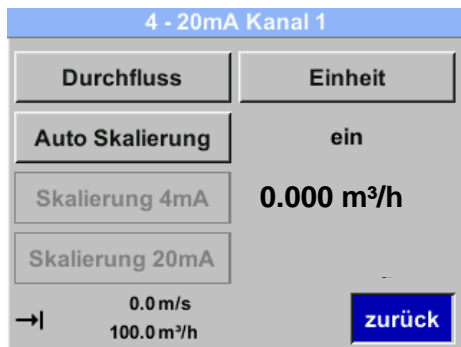 4 - 20mA Kanal 1
Durchfluss Einheit
Auto Skalierung ein
Skalierung 4mA 0.000 m³/h
Skalierung 20mA
0.0 m/s
100.0 m³/h
zurück